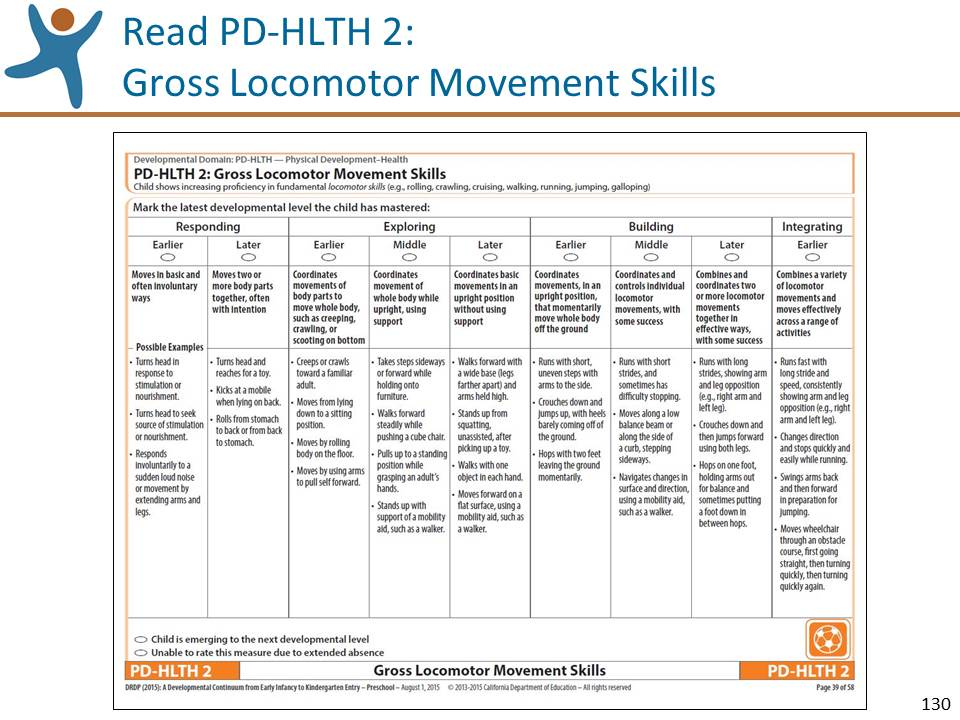 Read PD-HLTH 2:
Gross Locomotor Movement Skills
Developmental Domain: PD-HLTH — Physical Development–Health
PD-HLTH 2: Gross Locomotor Movement Skills
Child shows increasing proficiency in fundamental locomotor skills (e.g., rolling, crawling, cruising, walking, running, jumping, galloping)
Mark the latest developmental level the child has mastered:
Responding
Exploring
Building
Integrating
Earlier
Later
Earlier
Middle
Later
Earlier
Middle
Later
Earlier
Moves in basic and
often involuntary
ways
Moves two or
more body parts
together, often
with intention
Coordinates
movements of
body parts to
move whole body,
such as creeping,
crawling, or
scooting on bottom
Coordinates
movement of
whole body while
upright, using
support
Coordinates basic
movements in an
upright position
without using
support
Coordinates
movements, in an
upright position,
that momentarily
move whole body
off the ground
Coordinates and
controls individual
locomotor
movements, with
some success
Combines and
coordinates two
or more locomotor
movements
together in
effective ways,
with some success
Combines a variety
of locomotor
movements and
moves effectively
across a range of
activities
Possible Examples
• Turns head in
response to
stimulation or
nourishment.
• Turns head to seek
source of stimulation
or nourishment.
• Responds
involuntarily to a
sudden loud noise
or movement by
extending arms and
legs.
• Turns head and
reaches for a toy.
• Kicks at a mobile
when lying on back.
• Rolls from stomach
to back or from back
to stomach.
• Creeps or crawls
toward a familiar
adult.
• Moves from lying
down to a sitting
position.
• Moves by rolling
body on the floor.
• Moves by using arms
to pull self forward.
• Takes steps sideways
or forward while
holding onto
furniture.
• Walks forward
steadily while
pushing a cube chair.
• Pulls up to a standing
position while
grasping an adult's
hands.
• Stands up with
support of a mobility
aid, such as a walker.
• Walks forward with
a wide base (legs
farther apart) and
arms held high.
• Stands up from
squatting,
unassisted, after
picking up a toy.
• Walks with one
object in each hand.
• Moves forward on a
flat surface, using a
mobility aid, such as
a walker.
• Runs with short,
uneven steps with
arms to the side.
• Crouches down and
jumps up, with heels
barely coming off of
the ground.
• Hops with two feet
leaving the ground
momentarily.
• Runs with short
strides, and
sometimes has
difficulty stopping.
• Moves along a low
balance beam or
along the side of
a curb, stepping
sideways.
• Navigates changes in
surface and direction,
using a mobility aid,
such as a walker.
• Runs with long
strides, showing arm
and leg opposition
(e.g., right arm and
left leg).
• Crouches down and
then jumps forward
using both legs.
• Hops on one foot,
holding arms out
for balance and
sometimes putting
a foot down in
between hops.
• Runs fast with
long stride and
speed, consistently
showing arm and leg
opposition (e.g., right
arm and left leg).
• Changes direction
and stops quickly and
easily while running.
• Swings arms back
and then forward
in preparation for
jumping.
• Moves wheelchair
through an obstacle
course, first going
straight, then turning
quickly, then turning
quickly again.
Child is emerging to the next developmental level
Unable to rate this measure due to extended absence
PD-HLTH 2
Gross Locomotor Movement Skills
PD-HLTH 2
DRDP (2015): A Developmental Continuum from Early Infancy to Kindergarten Entry – Preschool – August 1, 2015 © 2013-2015 California Department of Education – All rights reserved
Page 39 of 58
130